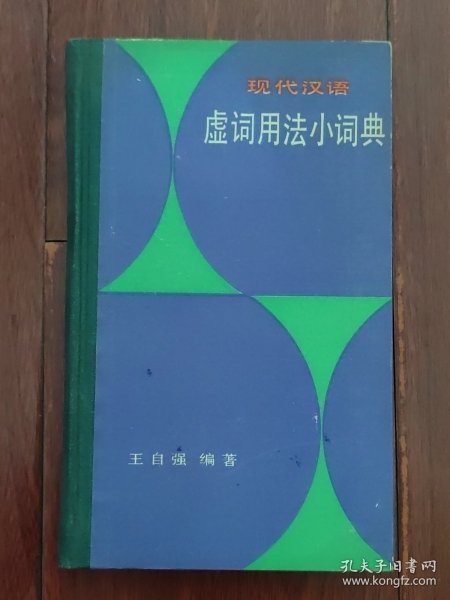 现代汉语
虚词用法小词典
王自强 编著
孔夫子旧书网
www.kongfz.com